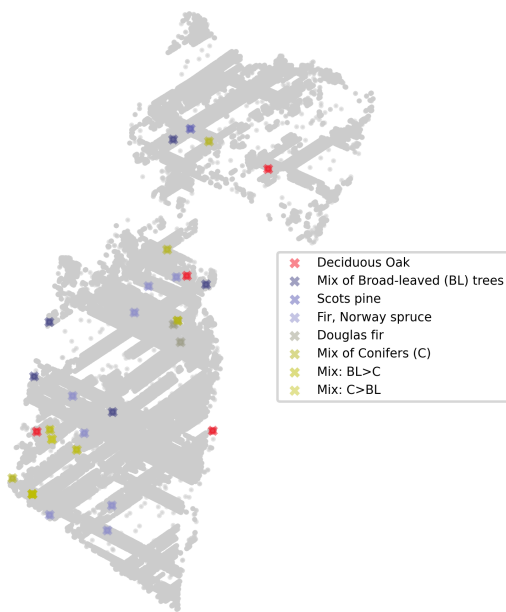 Deciduous Oak
Mix of Broad-leaved (BL) trees
Scots pine
Fir, Norway spruce
Douglas fir
Mix of Conifers (C)
Mix: BL>C
Mix: C>BL